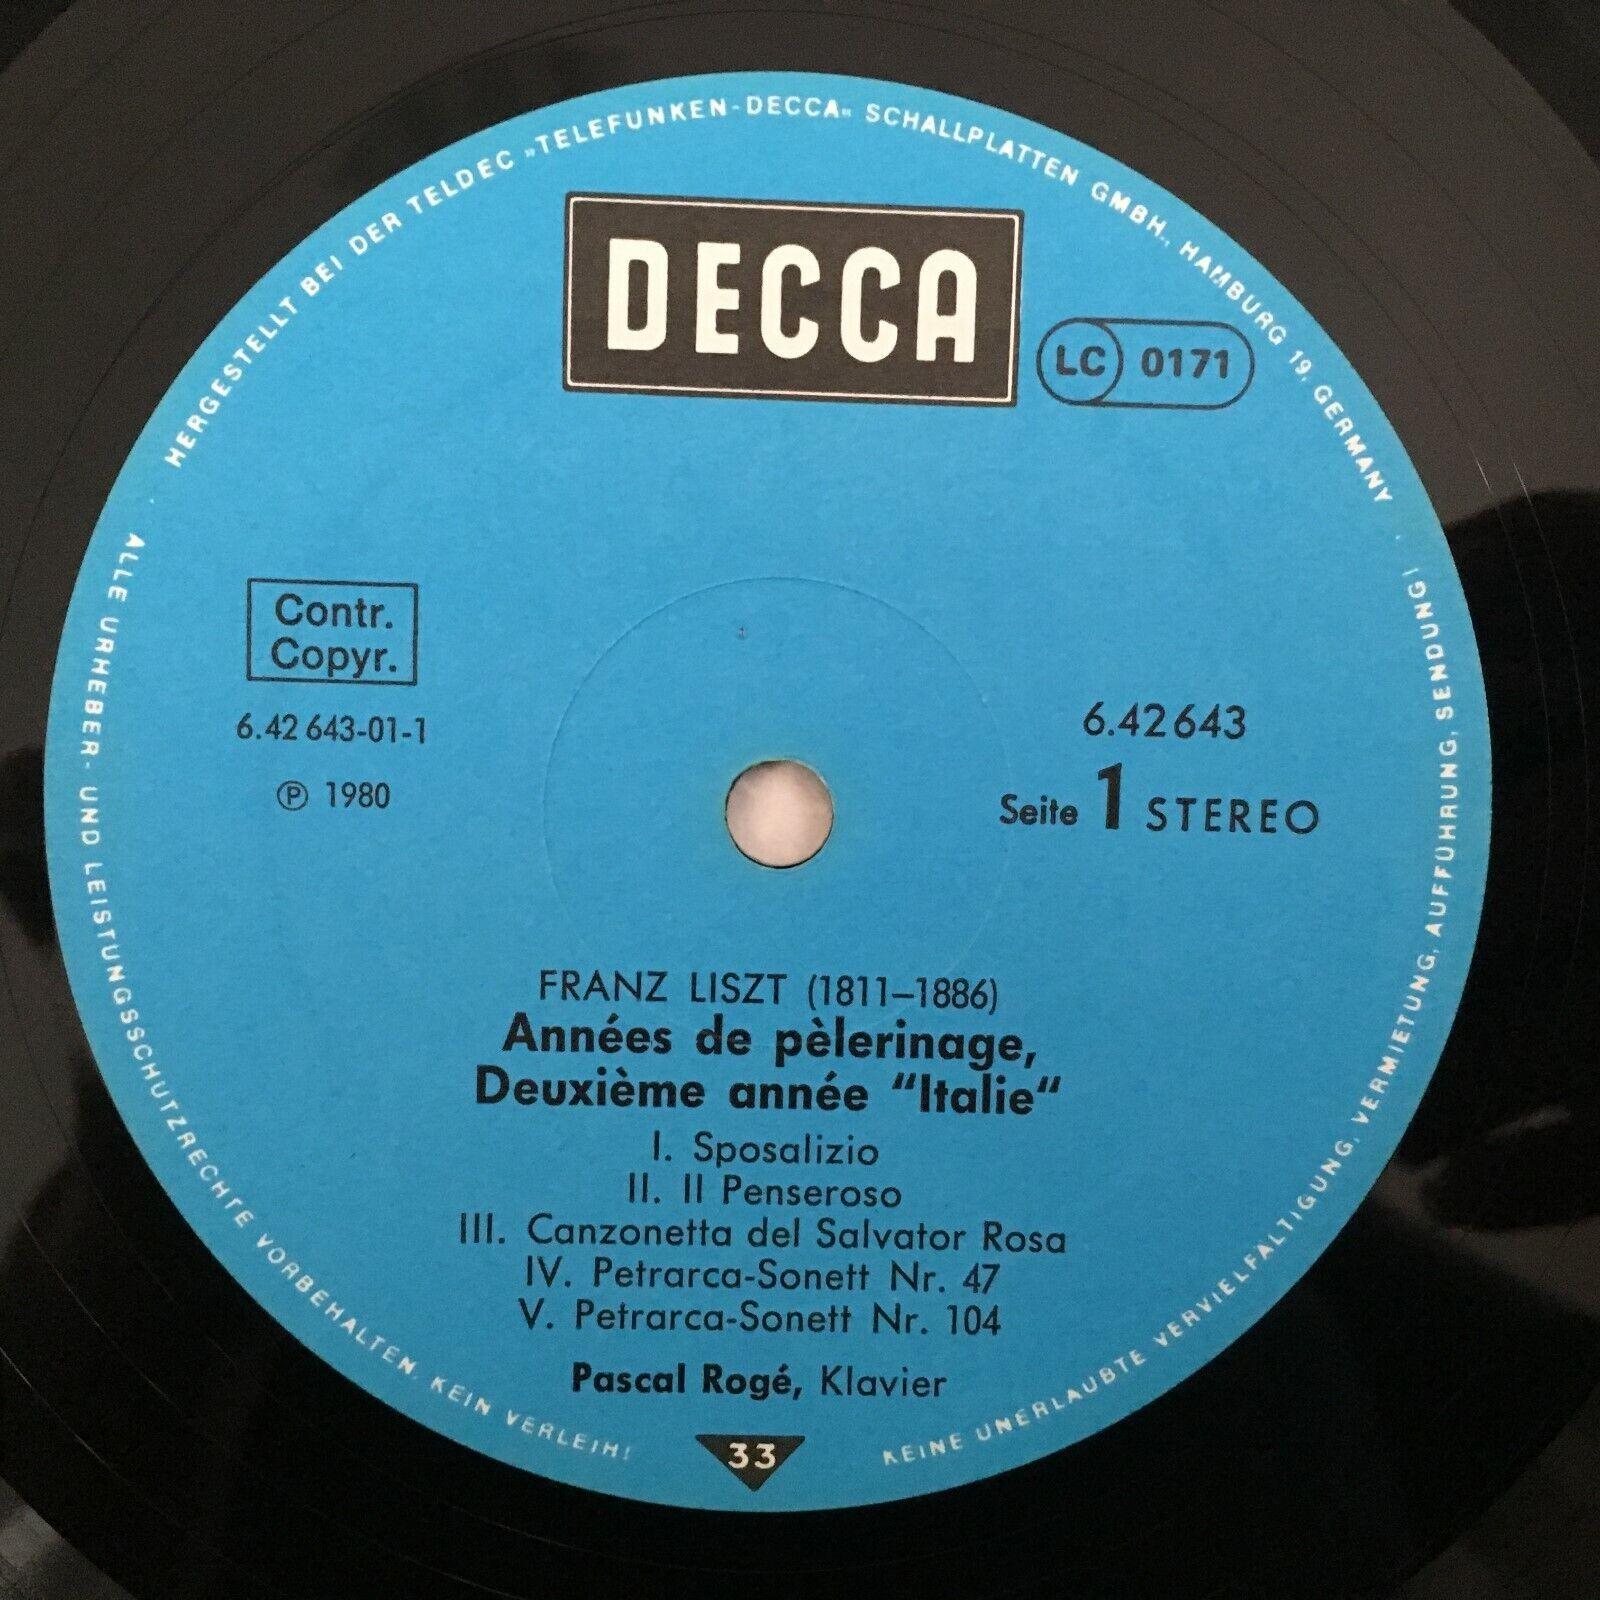 HERGESTELLT BEI DER TELDEC »TELEFUNKEN-DECCA« SCHALLPLATTEN GMBH., HAMBURG 19, GERMANY
DECCA
LC 0171
Contr.
Copyr.
6.42 643-01-1
Ⓟ 1980
6.42643
Seite 1 STEREO
FRANZ LISZT (1811–1886)
Années de pèlerinage,
Deuxième année “Italie“
I. Sposalizio
II. Il Penseroso
III. Canzonetta del Salvator Rosa
IV. Petrarca-Sonett Nr. 47
V. Petrarca-Sonett Nr. 104
Pascal Rogé, Klavier
33
ALLE URHEBER- UND LEISTUNGSSCHUTZRECHTE VORBEHALTEN. KEIN VERLEIH!
KEINE UNERLAUBTE VERVIELFÄLTIGUNG, VERMIETUNG, AUFFÜHRUNG, SENDUNG!